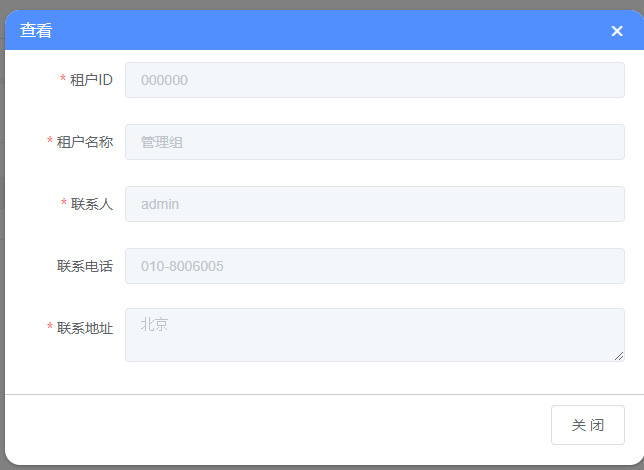 查看
* 租户ID 000000
* 租户名称 管理组
* 联系人 admin
联系电话 010-8006005
* 联系地址 北京
关 闭